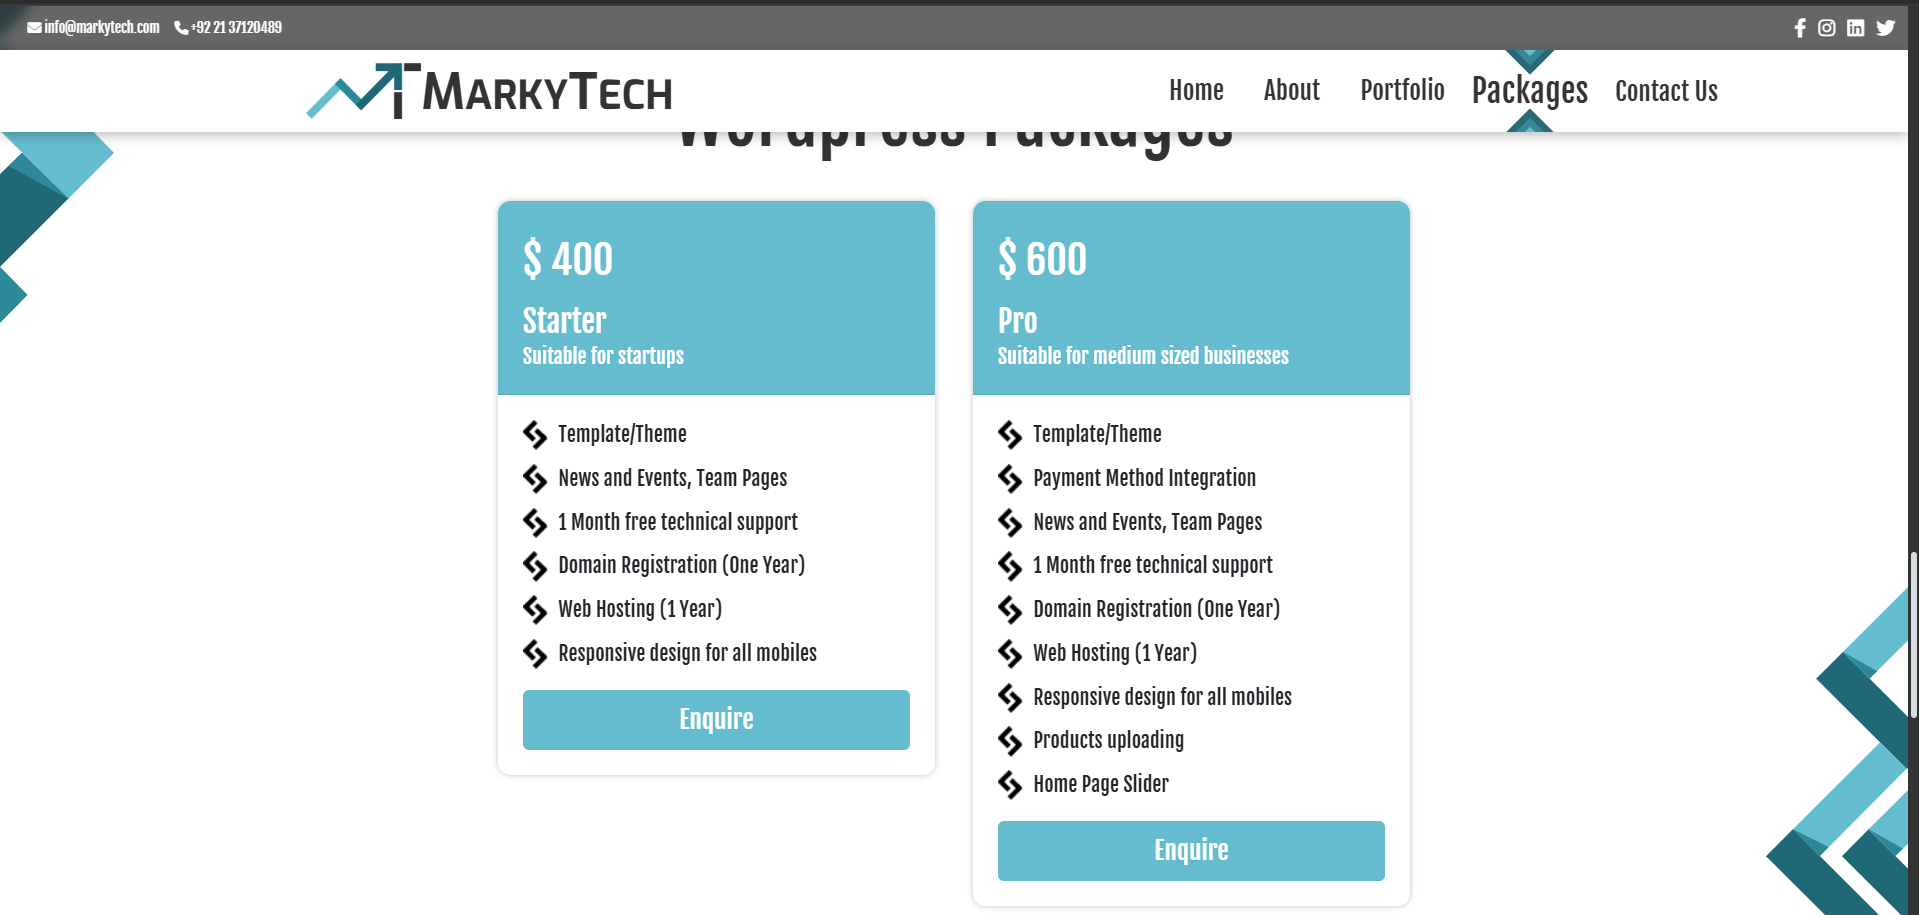 info@markytech.com +92 21 37120489
MARKYTECH
Home About Portfolio Packages Contact Us
Wordpress Packages
$ 400
Starter
Suitable for startups
Template/Theme
News and Events, Team Pages
1 Month free technical support
Domain Registration (One Year)
Web Hosting (1 Year)
Responsive design for all mobiles
Enquire
$ 600
Pro
Suitable for medium sized businesses
Template/Theme
Payment Method Integration
News and Events, Team Pages
1 Month free technical support
Domain Registration (One Year)
Web Hosting (1 Year)
Responsive design for all mobiles
Products uploading
Home Page Slider
Enquire